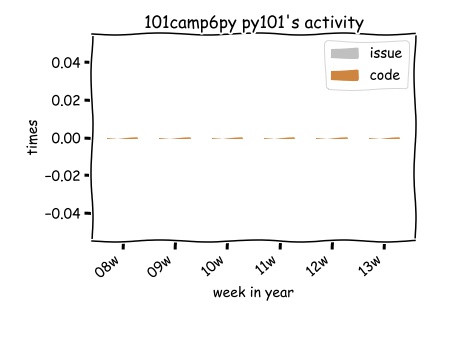 101camp6py py101's activity
issue
code
0.04
0.02
0.00
−0.02
−0.04
times
08w
09w
10w
11w
12w
13w
week in year